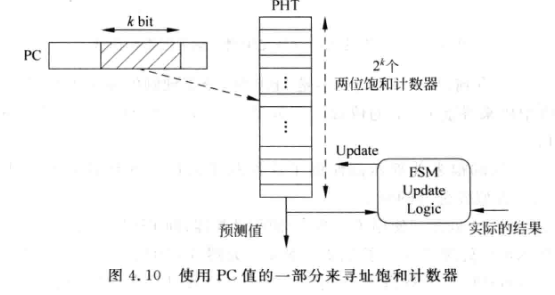 PHT
k bit
PC
2^k个
两位饱和计数器
Update
FSM
Update
Logic
预测值
实际的结果
图 4.10 使用 PC 值的一部分来寻址饱和计数器